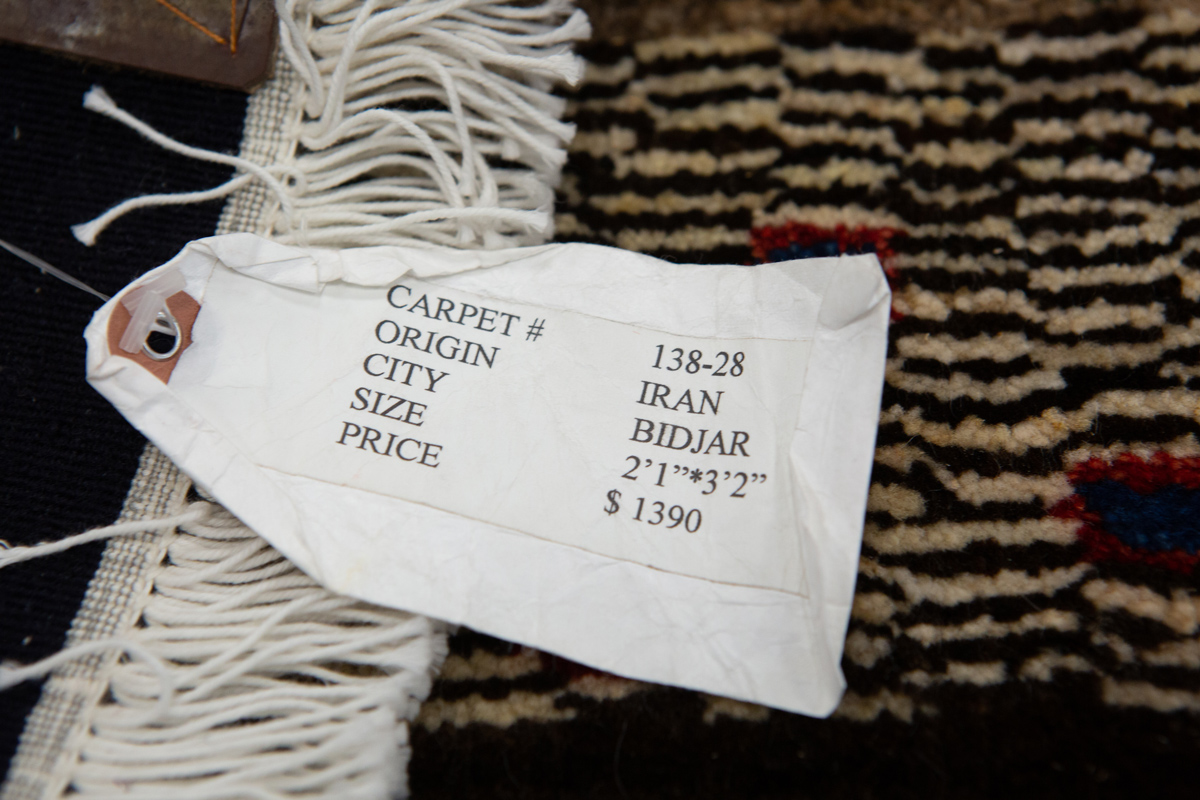 CARPET # 138-28
ORIGIN IRAN
CITY BIDJAR
SIZE 2’1”*3’2”
PRICE $ 1390